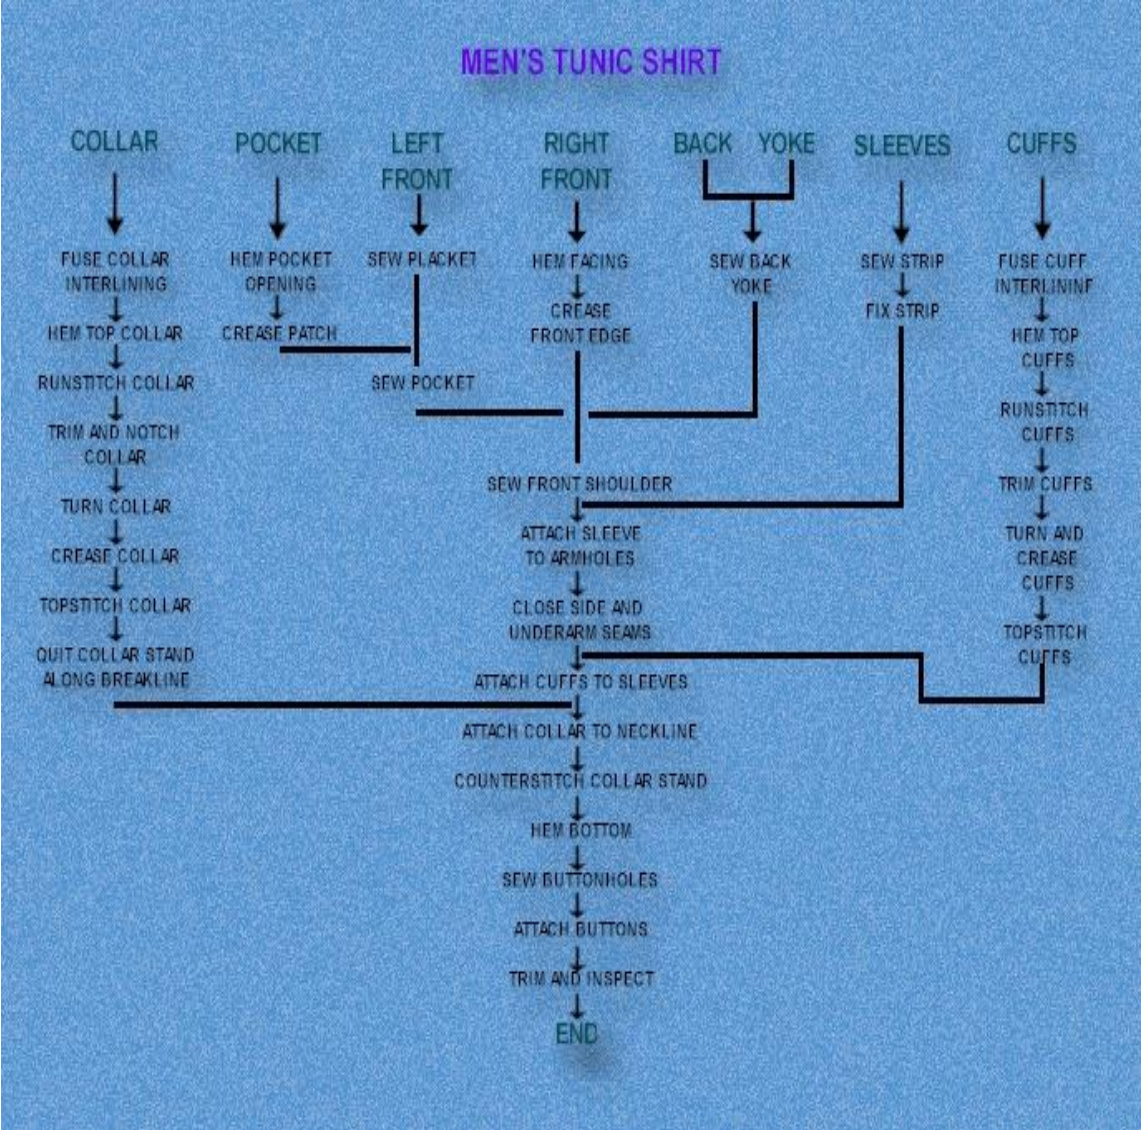 MEN'S TUNIC SHIRT
COLLAR
FUSE COLLAR
INTERLINING
HEM TOP COLLAR
RUNSTITCH COLLAR
TRIM AND NOTCH
COLLAR
TURN COLLAR
CREASE COLLAR
TOPSTITCH COLLAR
QUIT COLLAR STAND
ALONG BREAKLINE
POCKET
HEM POCKET
OPENING
CREASE PATCH
LEFT
FRONT
SEW PLACKET
SEW POCKET
RIGHT
FRONT
HEM FACING
CREASE
FRONT EDGE
BACK YOKE
SEW BACK
YOKE
SLEEVES
SEW STRIP
FIX STRIP
CUFFS
FUSE CUFF
INTERLININF
HEM TOP
CUFFS
RUNSTITCH
CUFFS
TRIM CUFFS
TURN AND
CREASE
CUFFS
TOPSTITCH
CUFFS
SEW FRONT SHOULDER
ATTACH SLEEVE
TO ARMHOLES
CLOSE SIDE AND
UNDERARM SEAMS
ATTACH CUFFS TO SLEEVES
ATTACH COLLAR TO NECKLINE
COUNTERSTITCH COLLAR STAND
HEM BOTTOM
SEW BUTTONHOLES
ATTACH BUTTONS
TRIM AND INSPECT
END